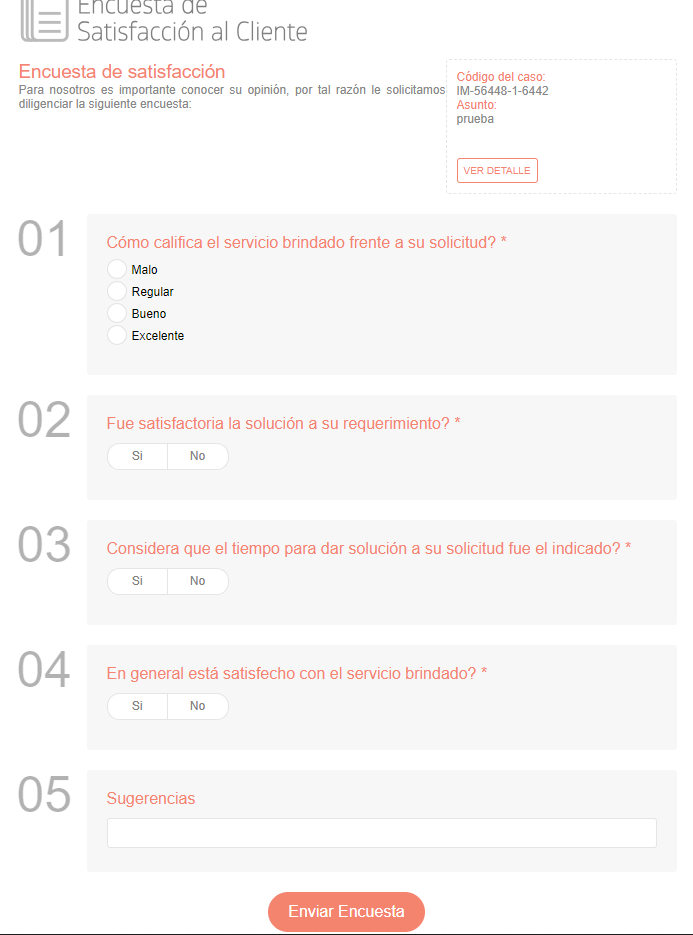 Encuesta de
Satisfacción al Cliente
Encuesta de satisfacción
Para nosotros es importante conocer su opinión, por tal razón le solicitamos
diligenciar la siguiente encuesta:
Código del caso:
IM-56448-1-6442
Asunto:
prueba
VER DETALLE
01
Cómo califica el servicio brindado frente a su solicitud? *
Malo
Regular
Bueno
Excelente
02
Fue satisfactoria la solución a su requerimiento? *
Si No
03
Considera que el tiempo para dar solución a su solicitud fue el indicado? *
Si No
04
En general está satisfecho con el servicio brindado? *
Si No
05
Sugerencias
Enviar Encuesta